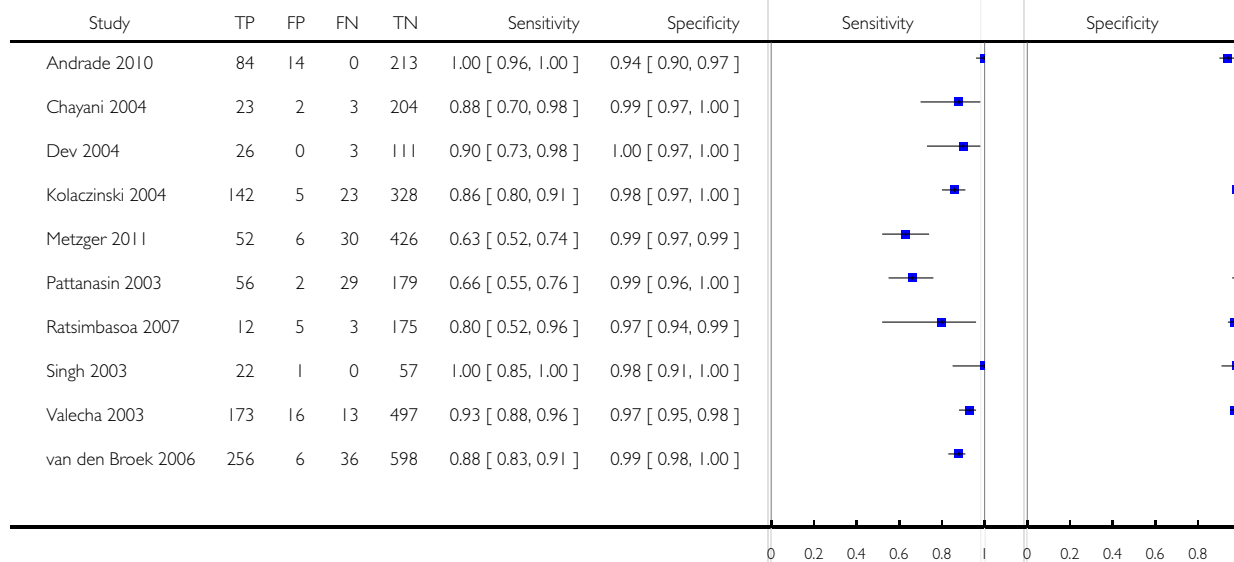 Study TP FP FN TN Sensitivity Specificity Sensitivity Specificity
Andrade 2010 84 14 0 213 1.00 [ 0.96, 1.00 ] 0.94 [ 0.90, 0.97 ]
Chayani 2004 23 2 3 204 0.88 [ 0.70, 0.98 ] 0.99 [ 0.97, 1.00 ]
Dev 2004 26 0 3 111 0.90 [ 0.73, 0.98 ] 1.00 [ 0.97, 1.00 ]
Kolaczinski 2004 142 5 23 328 0.86 [ 0.80, 0.91 ] 0.98 [ 0.97, 1.00 ]
Metzger 2011 52 6 30 426 0.63 [ 0.52, 0.74 ] 0.99 [ 0.97, 0.99 ]
Pattanasin 2003 56 2 29 179 0.66 [ 0.55, 0.76 ] 0.99 [ 0.96, 1.00 ]
Ratsimbasoa 2007 12 5 3 175 0.80 [ 0.52, 0.96 ] 0.97 [ 0.94, 0.99 ]
Singh 2003 22 1 0 57 1.00 [ 0.85, 1.00 ] 0.98 [ 0.91, 1.00 ]
Valecha 2003 173 16 13 497 0.93 [ 0.88, 0.96 ] 0.97 [ 0.95, 0.98 ]
van den Broek 2006 256 6 36 598 0.88 [ 0.83, 0.91 ] 0.99 [ 0.98, 1.00 ]
0 0.2 0.4 0.6 0.8 1 0 0.2 0.4 0.6 0.8